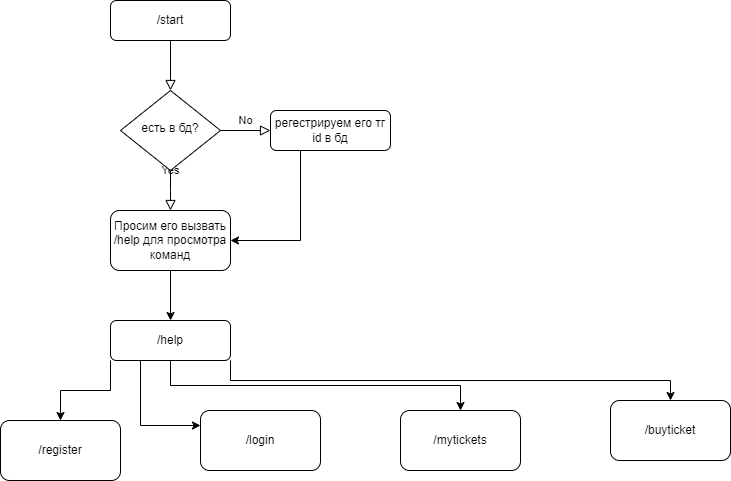 /start
есть в бд?
No
регестрируем его тг
id в бд
Yes
Просим его вызвать
/help для просмотра
команд
/help
/register
/login
/mytickets
/buyticket